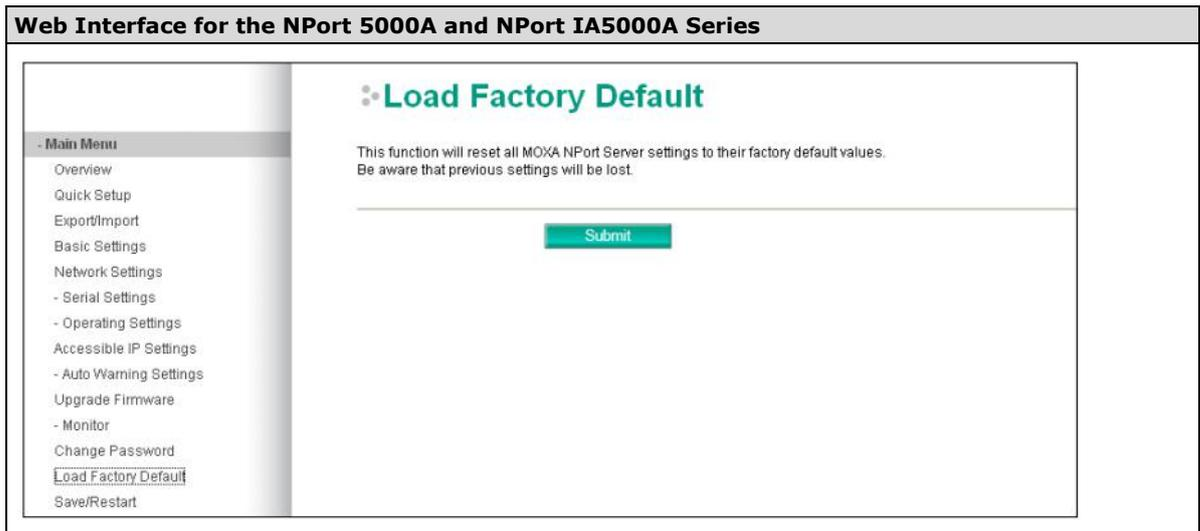 Web Interface for the NPort 5000A and NPort IA5000A Series
- Main Menu
Overview
Quick Setup
Export/Import
Basic Settings
Network Settings
- Serial Settings
- Operating Settings
Accessible IP Settings
- Auto Warning Settings
Upgrade Firmware
- Monitor
Change Password
Load Factory Default
Save/Restart
Load Factory Default
This function will reset all MOXA NPort Server settings to their factory default values.
Be aware that previous settings will be lost.
Submit